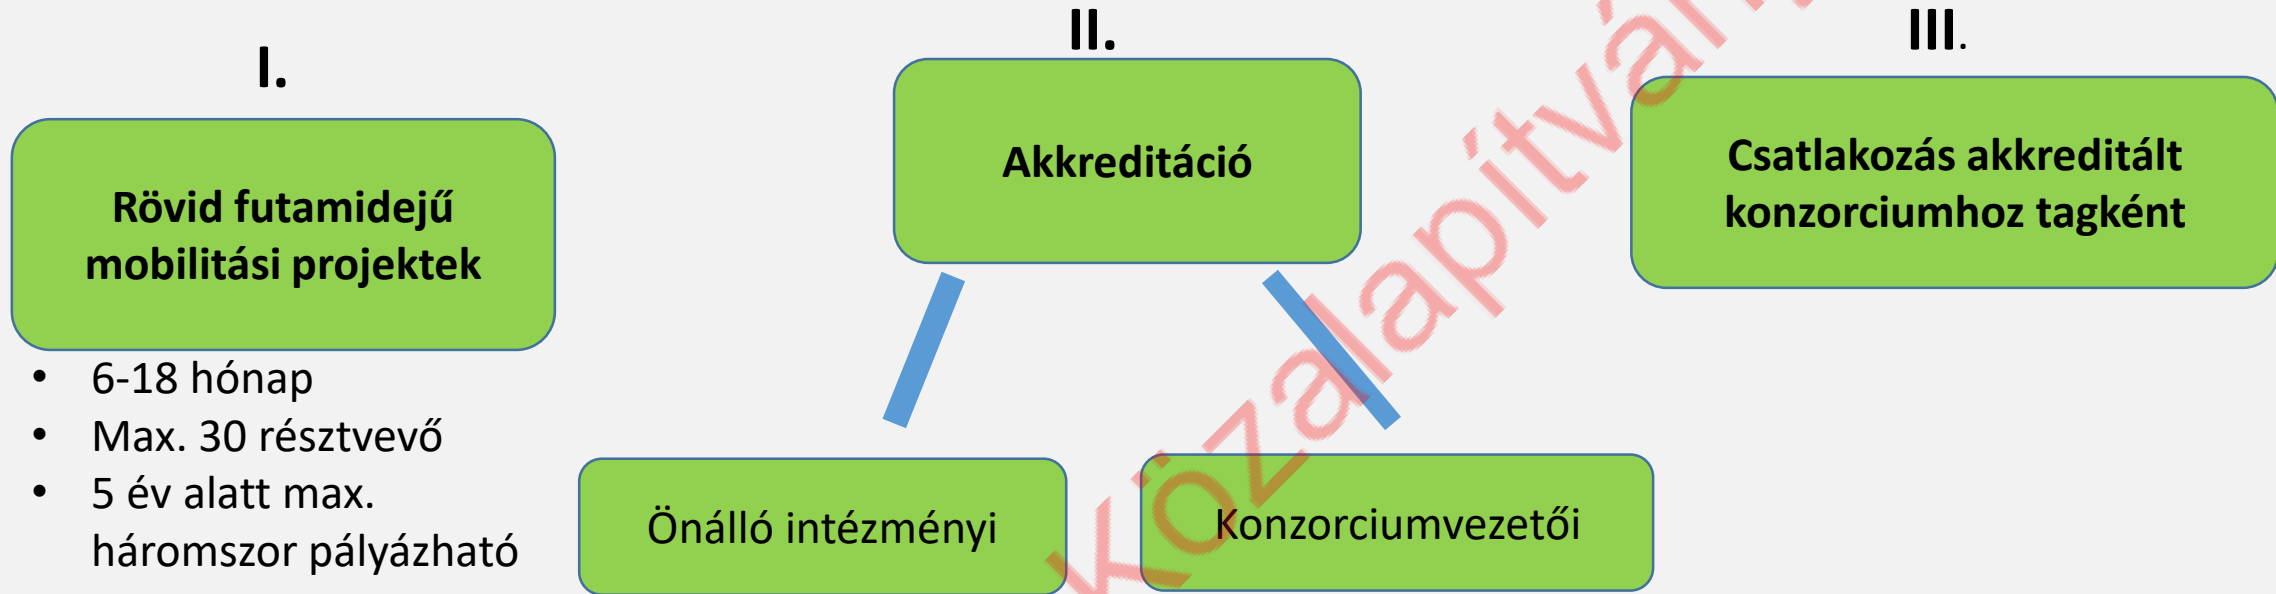 I.
Rövid futamidejű
mobilitási projektek
• 6-18 hónap
• Max. 30 résztvevő
• 5 év alatt max.
háromszor pályázható
II.
Akkreditáció
Önálló intézményi
Konzorciumvezetői
III.
Csatlakozás akkreditált
konzorciumhoz tagként
Közalapítvány